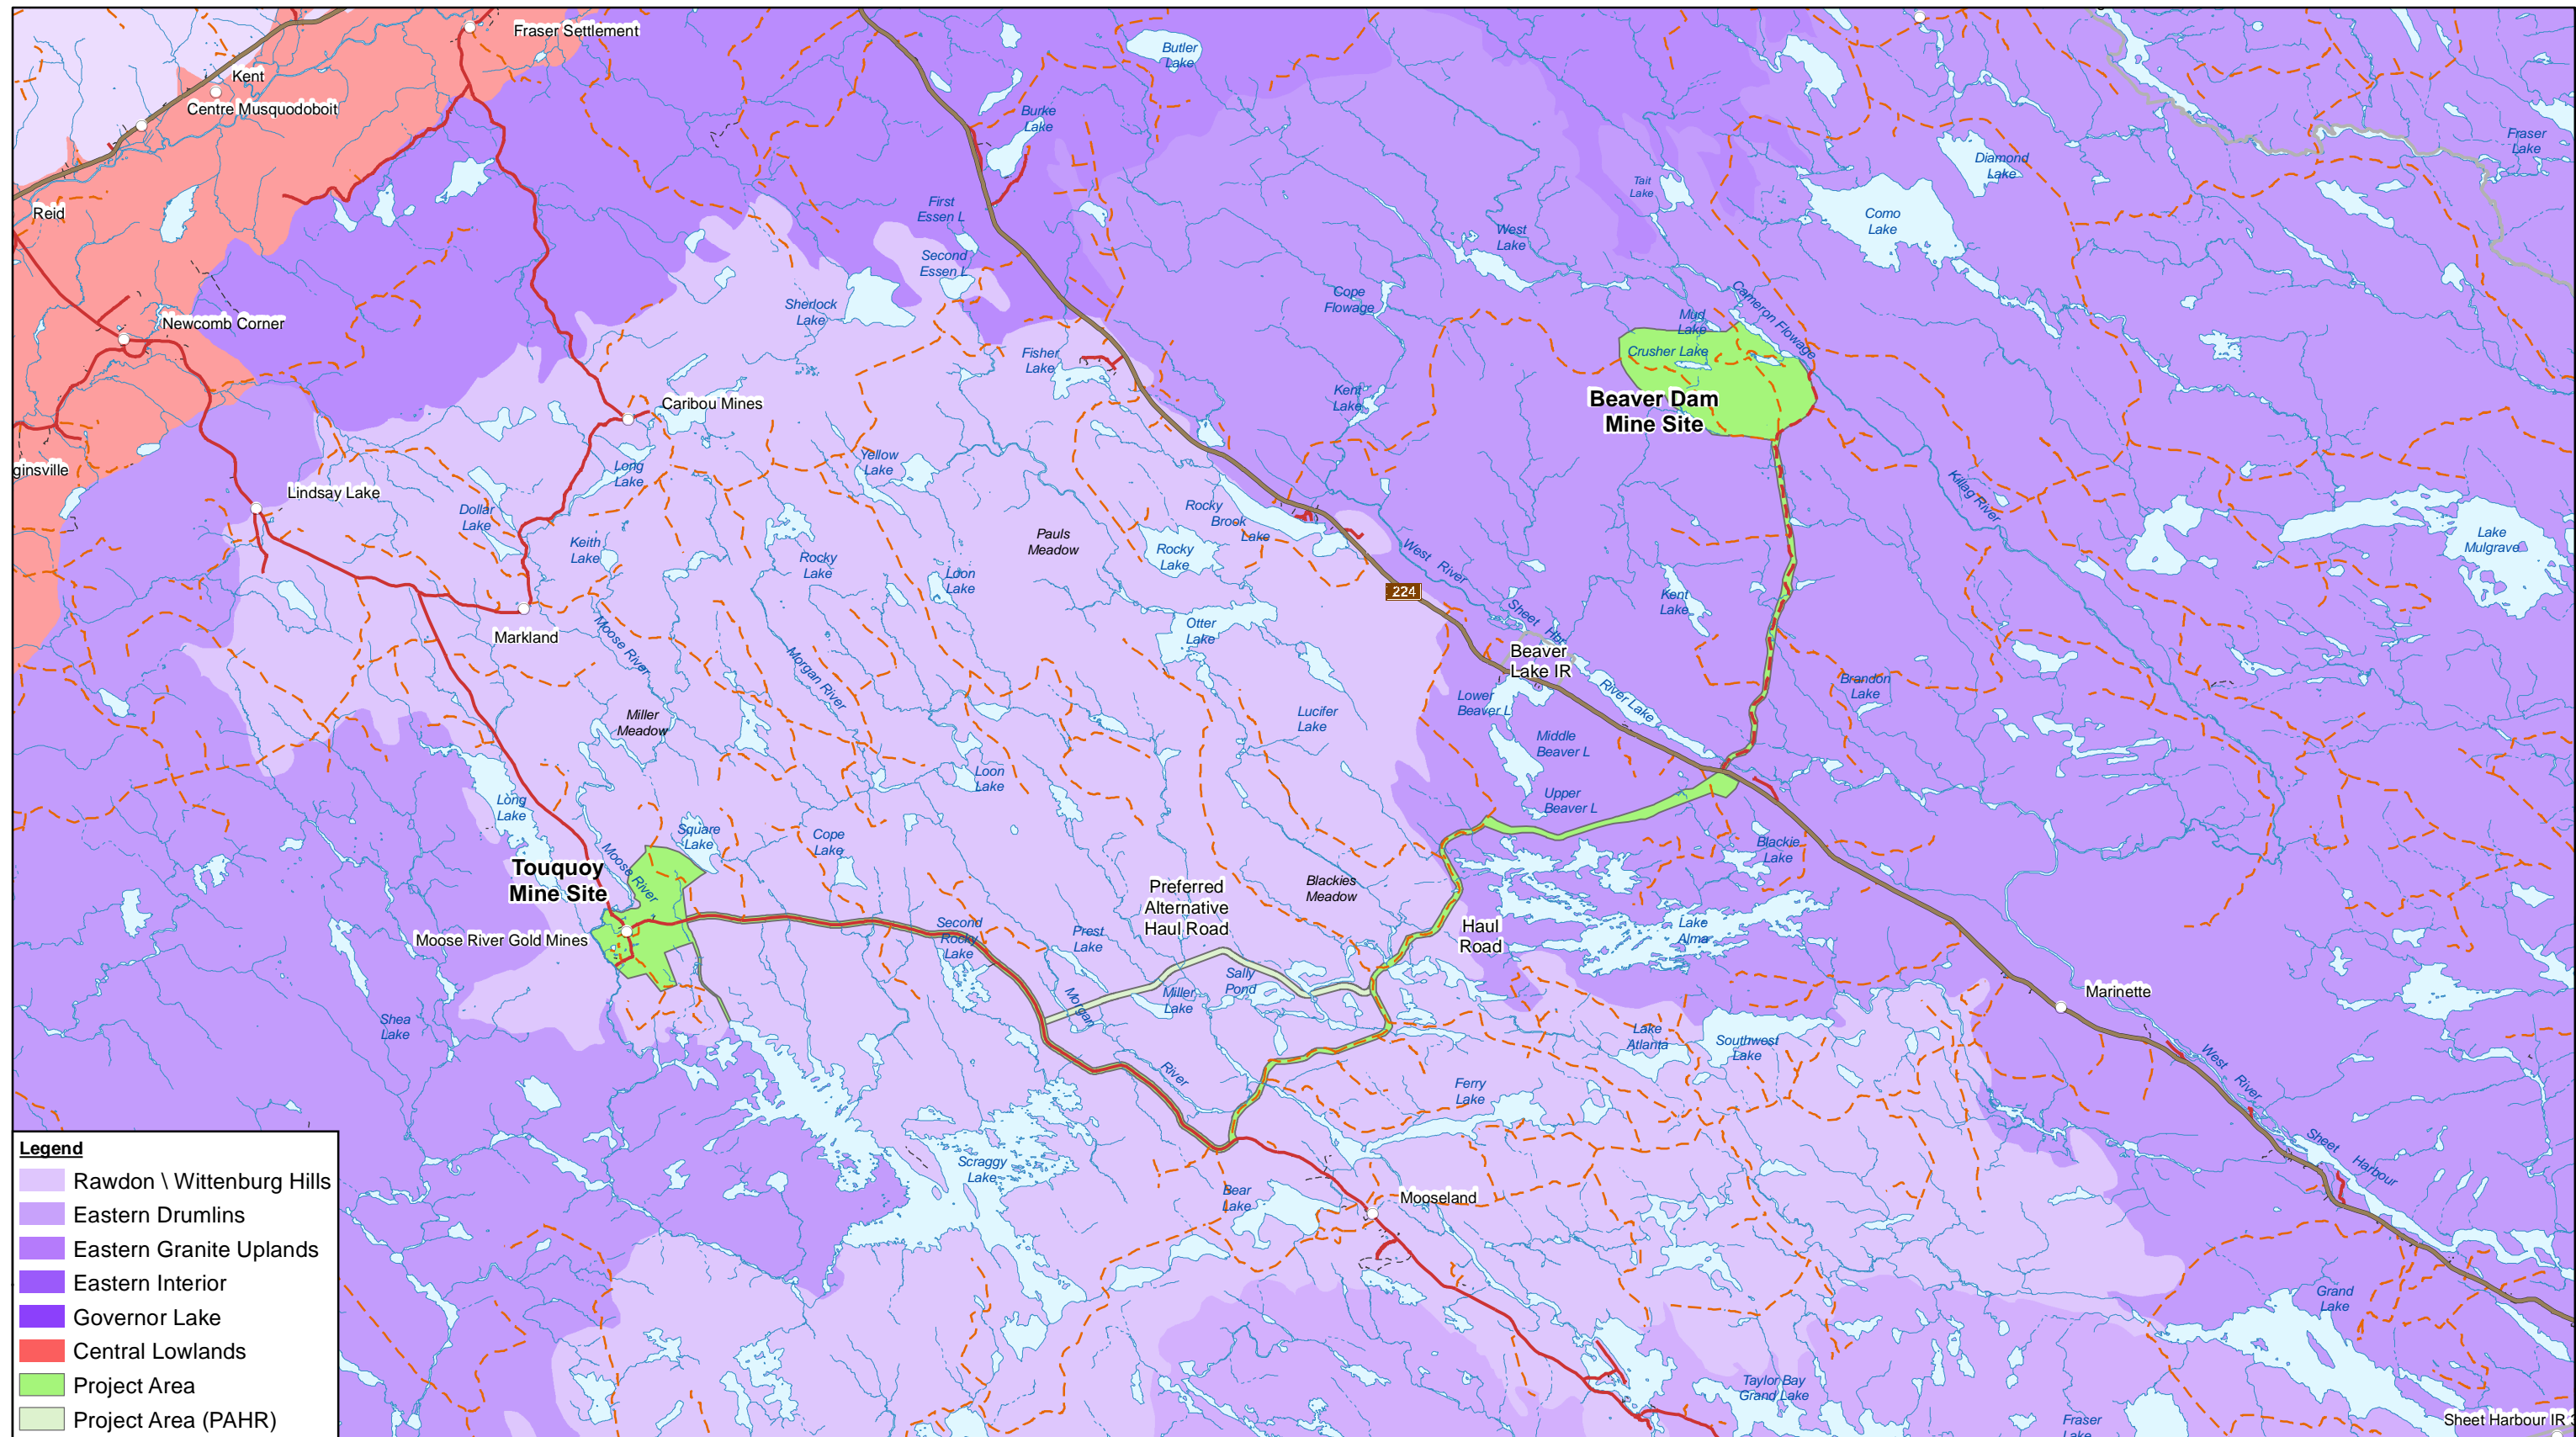 Fraser Settlement
Kent
Centre Musquodoboit
Reid
Butler
Lake
Burke
Lake
First
Essen L
Second
Essen L
Sherlock
Lake
Tait
Lake
West
Lake
Diamond
Lake
Como
Lake
Fraser
Lake
Newcomb Corner
Cope
Flowage
Cameron Flowage
Mud
Lake
Crusher Lake
Beaver Dam
Mine Site
Fisher
Lake
Kent
Lake
Caribou Mines
ginsville
Lindsay Lake
Long
Lake
Yellow
Lake
Dollar
Lake
Keith
Lake
Rocky
Lake
Loon
Lake
Pauls
Meadow
Rocky
Brook
Lake
Rocky
Lake
Killag River
Lake
Mulgrave
West River
224
Sheet Hbr
Kent
Lake
Otter
Lake
Markland
Moose River
Morgan River
Beaver
Lake IR
River Lake
Brandon
Lake
Lower
Beaver L
Lucifer
Lake
Miller
Meadow
Middle
Beaver L
Loon
Lake
Upper
Beaver L
Long
Lake
Square
Lake
Cope
Lake
Blackie
Lake
Touquoy
Mine Site
Moose River
Preferred
Alternative
Haul Road
Blackies
Meadow
Moose River Gold Mines
Second
Rocky
Lake
Prest
Lake
Haul
Road
Lake
Alma
Sally
Pond
Miller
Lake
Morgan
River
Marinette
Shea
Lake
Lake
Atlanta
Southwest
Lake
West River
Ferry
Lake
Sheet Harbour
Scraggy
Lake
Bear
Lake
Mooseland
Grand
Lake
Taylor Bay
Grand Lake
Fraser
Lake
Sheet Harbour IR 3
Legend
Rawdon \ Wittenburg Hills
Eastern Drumlins
Eastern Granite Uplands
Eastern Interior
Governor Lake
Central Lowlands
Project Area
Project Area (PAHR)